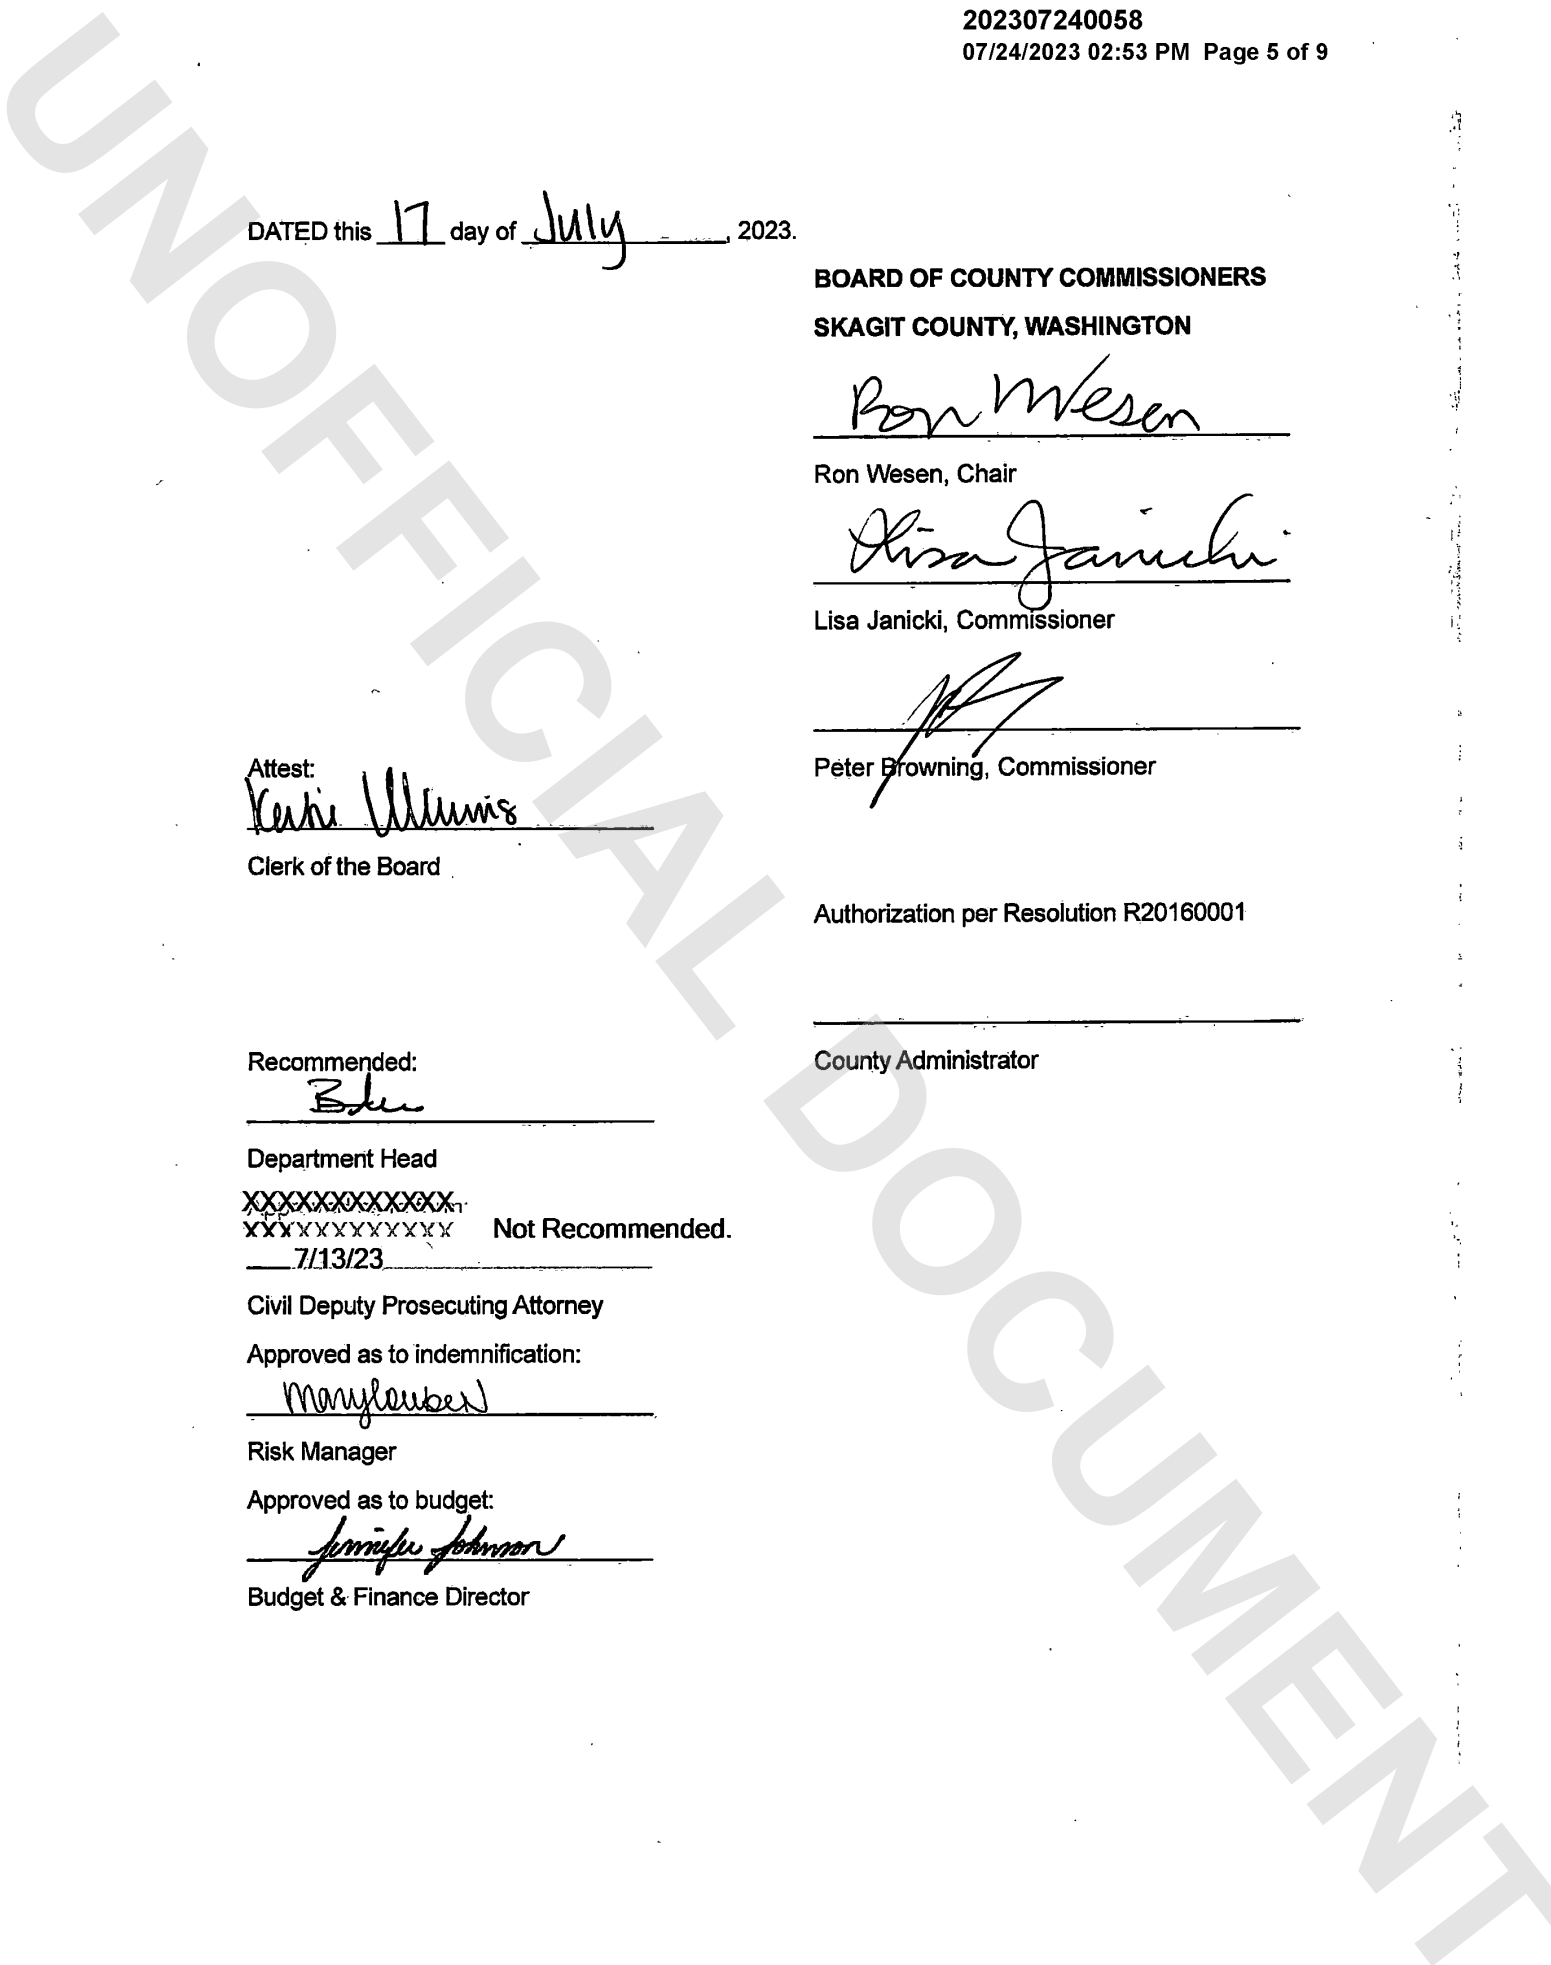 202307240058
07/24/2023 02:53 PM Page 5 of 9
DATED this 17 day of July, 2023.
BOARD OF COUNTY COMMISSIONERS
SKAGIT COUNTY, WASHINGTON
Ron Wesen
Ron Wesen, Chair
Lisa Janicki
Lisa Janicki, Commissioner
Peter Browning, Commissioner
Attest:
Clerk of the Board
Authorization per Resolution R20160001
County Administrator
Recommended:
Department Head
XXXXXXXXXXXX
XXXXXXXXXXXX Not Recommended.
7/13/23
Civil Deputy Prosecuting Attorney
Approved as to indemnification:
Risk Manager
Approved as to budget:
Jennifer Johnson
Budget & Finance Director
UNOFFICIAL DOCUMENT